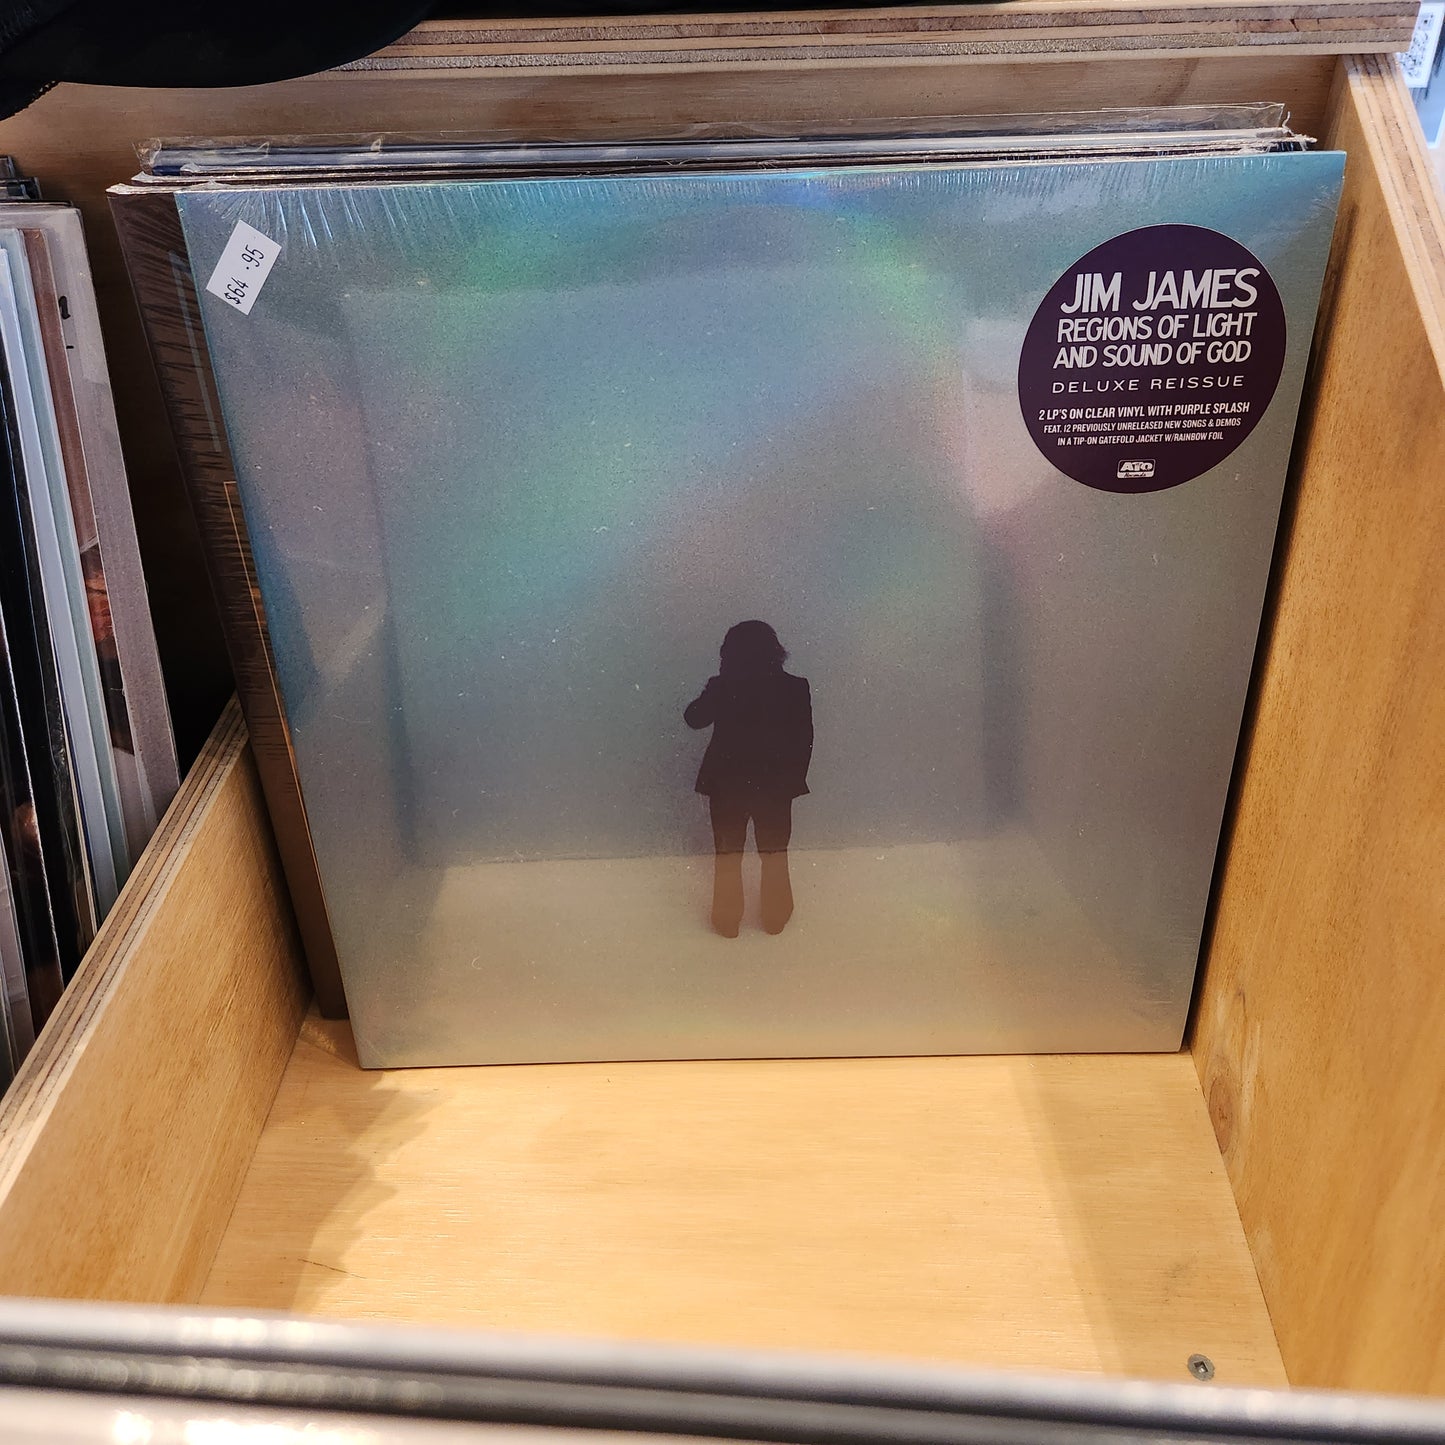 $64.95
JIM JAMES
REGIONS OF LIGHT
AND SOUND OF GOD
DELUXE REISSUE
2 LP'S ON CLEAR VINYL WITH PURPLE SPLASH
FEAT. 12 PREVIOUSLY UNRELEASED NEW SONGS & DEMOS
IN A TIP-ON GATEFOLD JACKET W/RAINBOW FOIL
ATO
Records